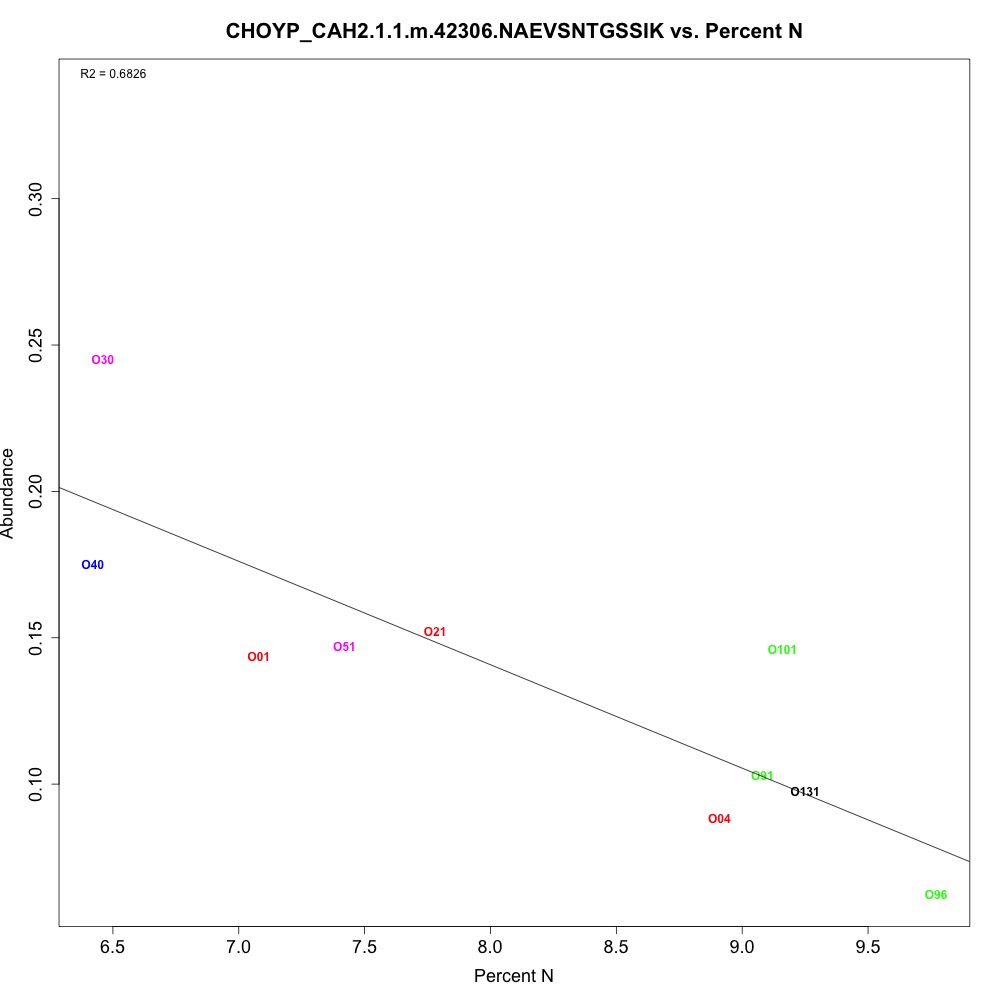 CHOYP_CAH2.1.1.m.42306.NAEVSNTGSSIK vs. Percent N
R2 = 0.6826
0.30
0.25
O30
0.20
Abundance
O40
0.15
O21
O51
O101
O01
0.10
O91
O131
O04
O96
6.5 7.0 7.5 8.0 8.5 9.0 9.5
Percent N